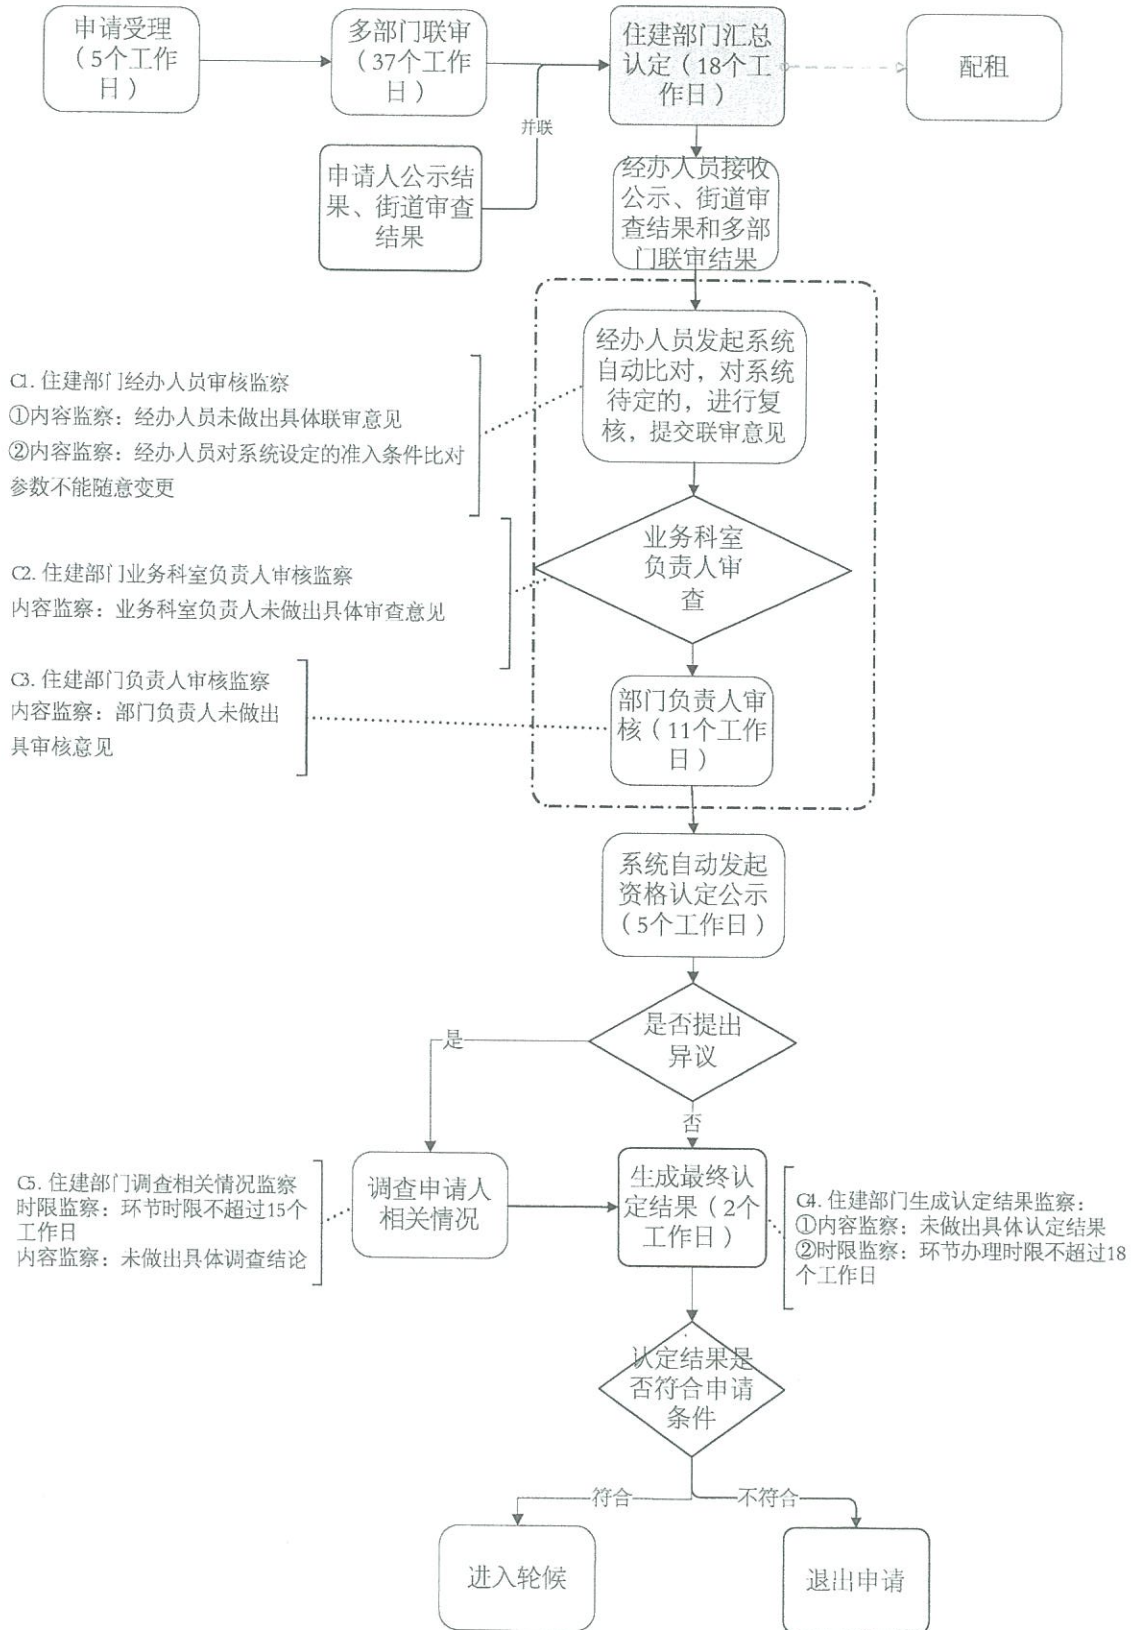 申请受理
（5个工作
日）
多部门联审
（37个工作
日）
住建部门汇总
认定（18个工
作日）
配租
并联
申请人公示结
果、街道审查
结果
经办人员接收
公示、街道审
查结果和多部
门联审结果
经办人员发起系统
自动比对，对系统
待定的，进行复
核，提交联审意见
C1. 住建部门经办人员审核监察
①内容监察：经办人员未做出具体联审意见
②内容监察：经办人员对系统设定的准入条件比对
参数不能随意变更
业务科室
负责人审
查
C2. 住建部门业务科室负责人审核监察
内容监察：业务科室负责人未做出具体审查意见
C3. 住建部门负责人审核监察
内容监察：部门负责人未做出
具审核意见
部门负责人审
核（11个工作
日）
系统自动发起
资格认定公示
（5个工作日）
是否提出
异议
是
否
C5. 住建部门调查相关情况监察
时限监察：环节时限不超过15个
工作日
内容监察：未做出具体调查结论
调查申请人
相关情况
生成最终认
定结果（2个
工作日）
C4. 住建部门生成认定结果监察：
①内容监察：未做出具体认定结果
②时限监察：环节办理时限不超过18
个工作日
认定结果是
否符合申请
条件
符合
不符合
进入轮候
退出申请